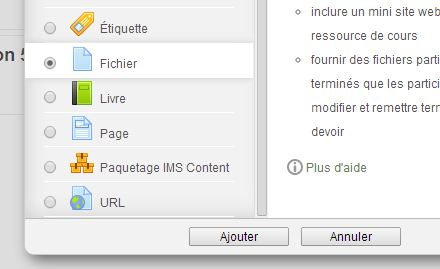 on 5
Étiquette
Fichier
Livre
Page
Paquetage IMS Content
URL
inclure un mini site web
ressource de cours
fournir des fichiers parti
terminés que les partici
modifier et remettre term
devoir
Plus d'aide
Ajouter
Annuler